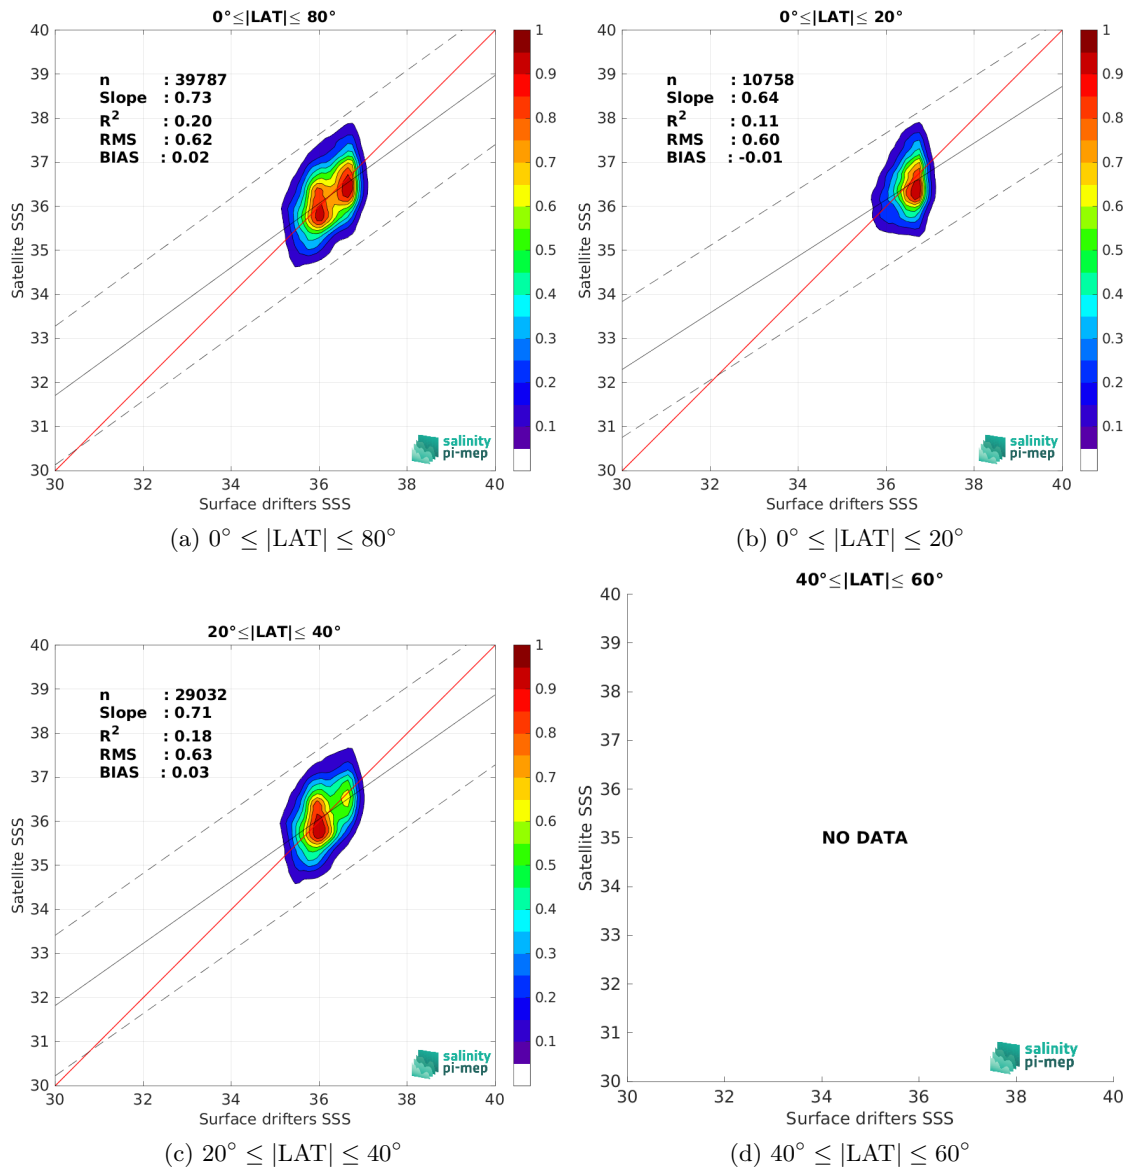 0°≤|LAT|≤ 80°
40
39
38
37
36
35
34
33
32
31
30
Satellite SSS
n : 39787
Slope : 0.73
R² : 0.20
RMS : 0.62
BIAS : 0.02
salinity
pi-mep
30 32 34 36 38 40
Surface drifters SSS
1
0.9
0.8
0.7
0.6
0.5
0.4
0.3
0.2
0.1
(a) 0° ≤ |LAT| ≤ 80°
0°≤|LAT|≤ 20°
40
39
38
37
36
35
34
33
32
31
30
Satellite SSS
n : 10758
Slope : 0.64
R² : 0.11
RMS : 0.60
BIAS : -0.01
salinity
pi-mep
30 32 34 36 38 40
Surface drifters SSS
1
0.9
0.8
0.7
0.6
0.5
0.4
0.3
0.2
0.1
(b) 0° ≤ |LAT| ≤ 20°
20°≤|LAT|≤ 40°
40
39
38
37
36
35
34
33
32
31
30
Satellite SSS
n : 29032
Slope : 0.71
R² : 0.18
RMS : 0.63
BIAS : 0.03
salinity
pi-mep
30 32 34 36 38 40
Surface drifters SSS
1
0.9
0.8
0.7
0.6
0.5
0.4
0.3
0.2
0.1
(c) 20° ≤ |LAT| ≤ 40°
40°≤|LAT|≤ 60°
40
39
38
37
36
35
34
33
32
31
30
Satellite SSS
NO DATA
salinity
pi-mep
30 32 34 36 38 40
Surface drifters SSS
(d) 40° ≤ |LAT| ≤ 60°